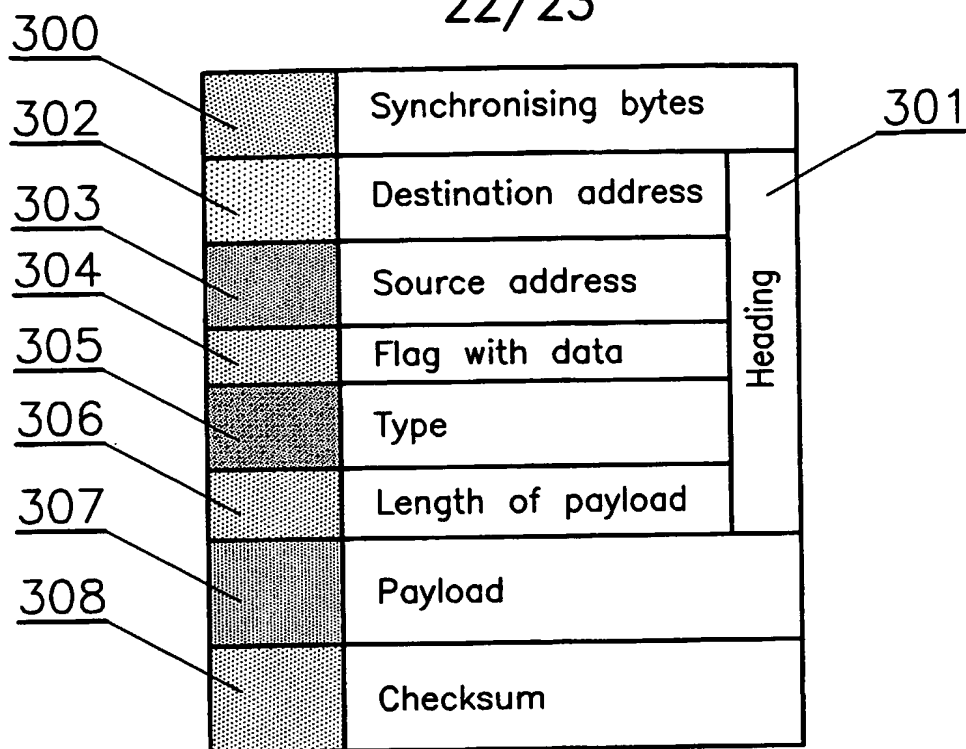 22/23
300
Synchronising bytes
301
302
Destination address
303
Source address
304
Flag with data
Heading
305
Type
306
Length of payload
307
Payload
308
Checksum